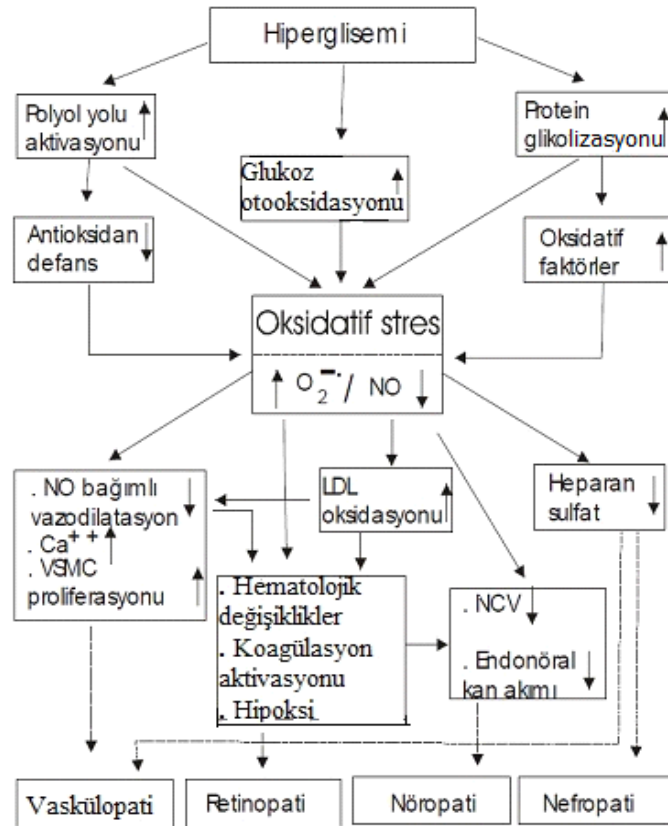 Hiperglisemi
Polyol yolu
aktivasyonu
Protein
glikolizasyonu
Glukoz
otooksidasyonu
Antioksidan
defans
Oksidatif
faktörler
Oksidatif stres
O₂⁻· / NO
. NO bağımlı
vazodilatasyon
. Ca⁺⁺
. VSMC
proliferasyonu
LDL
oksidasyonu
Heparan
sulfat
. Hematolojik
değişiklikler
. Koagülasyon
aktivasyonu
. Hipoksi
. NCV
. Endonöral
kan akımı
Vaskülopati
Retinopati
Nöropati
Nefropati